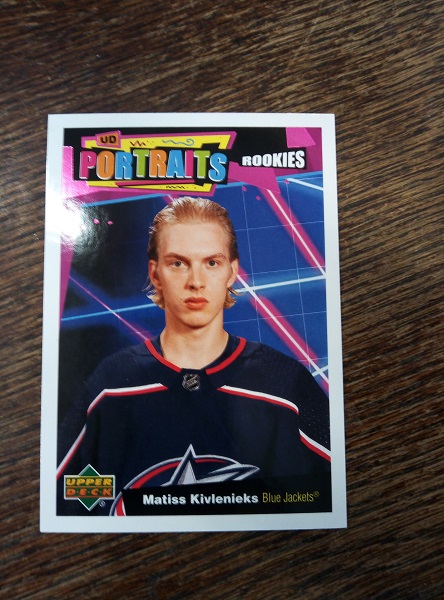 UD
PORTRAITS
ROOKIES
UPPER
DECK
Matiss Kivlenieks Blue Jackets®